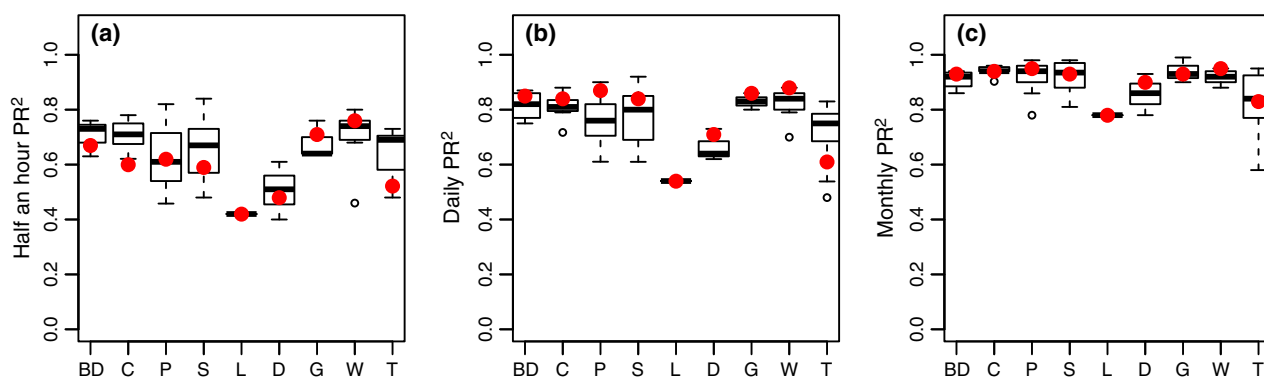 (a)
Half an hour PR²
0.0 0.2 0.4 0.6 0.8 1.0
BD C P S L D G W T
(b)
Daily PR²
0.0 0.2 0.4 0.6 0.8 1.0
BD C P S L D G W T
(c)
Monthly PR²
0.0 0.2 0.4 0.6 0.8 1.0
BD C P S L D G W T